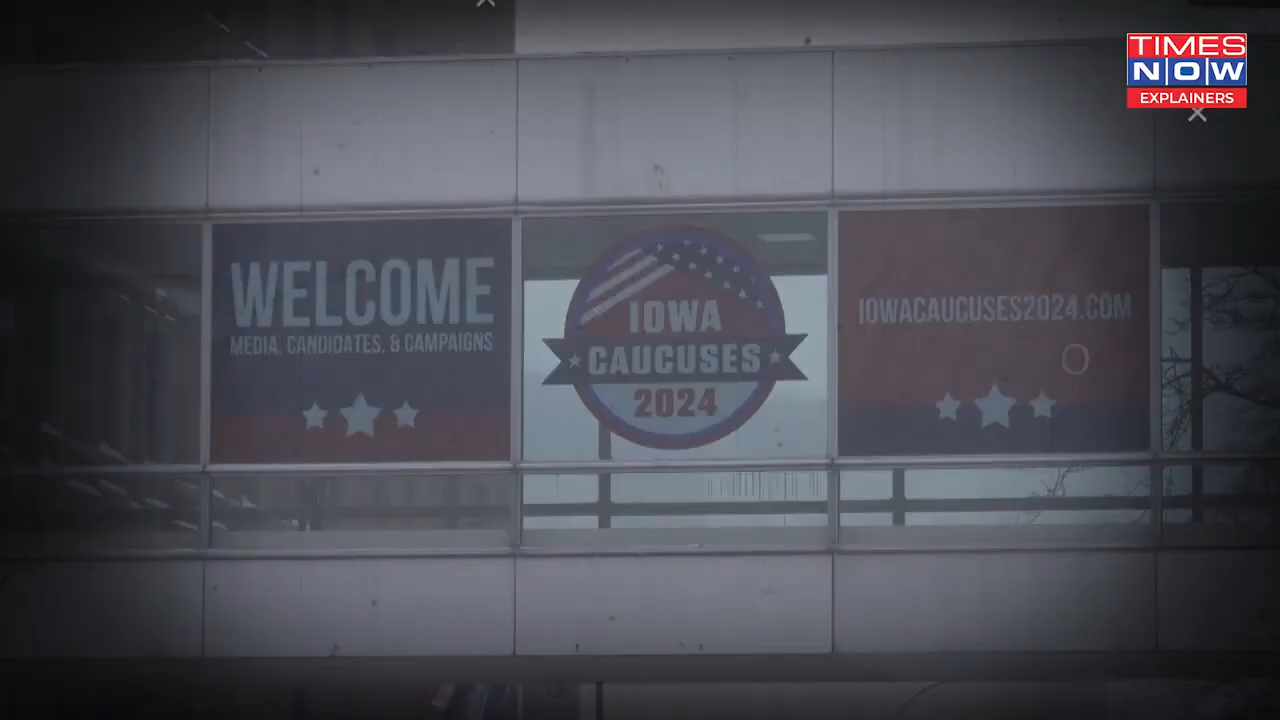 TIMES
NOW
EXPLAINERS
WELCOME
MEDIA, CANDIDATES, & CAMPAIGNS
IOWA
CAUCUSES
2024
IOWACAUCUSES2024.COM